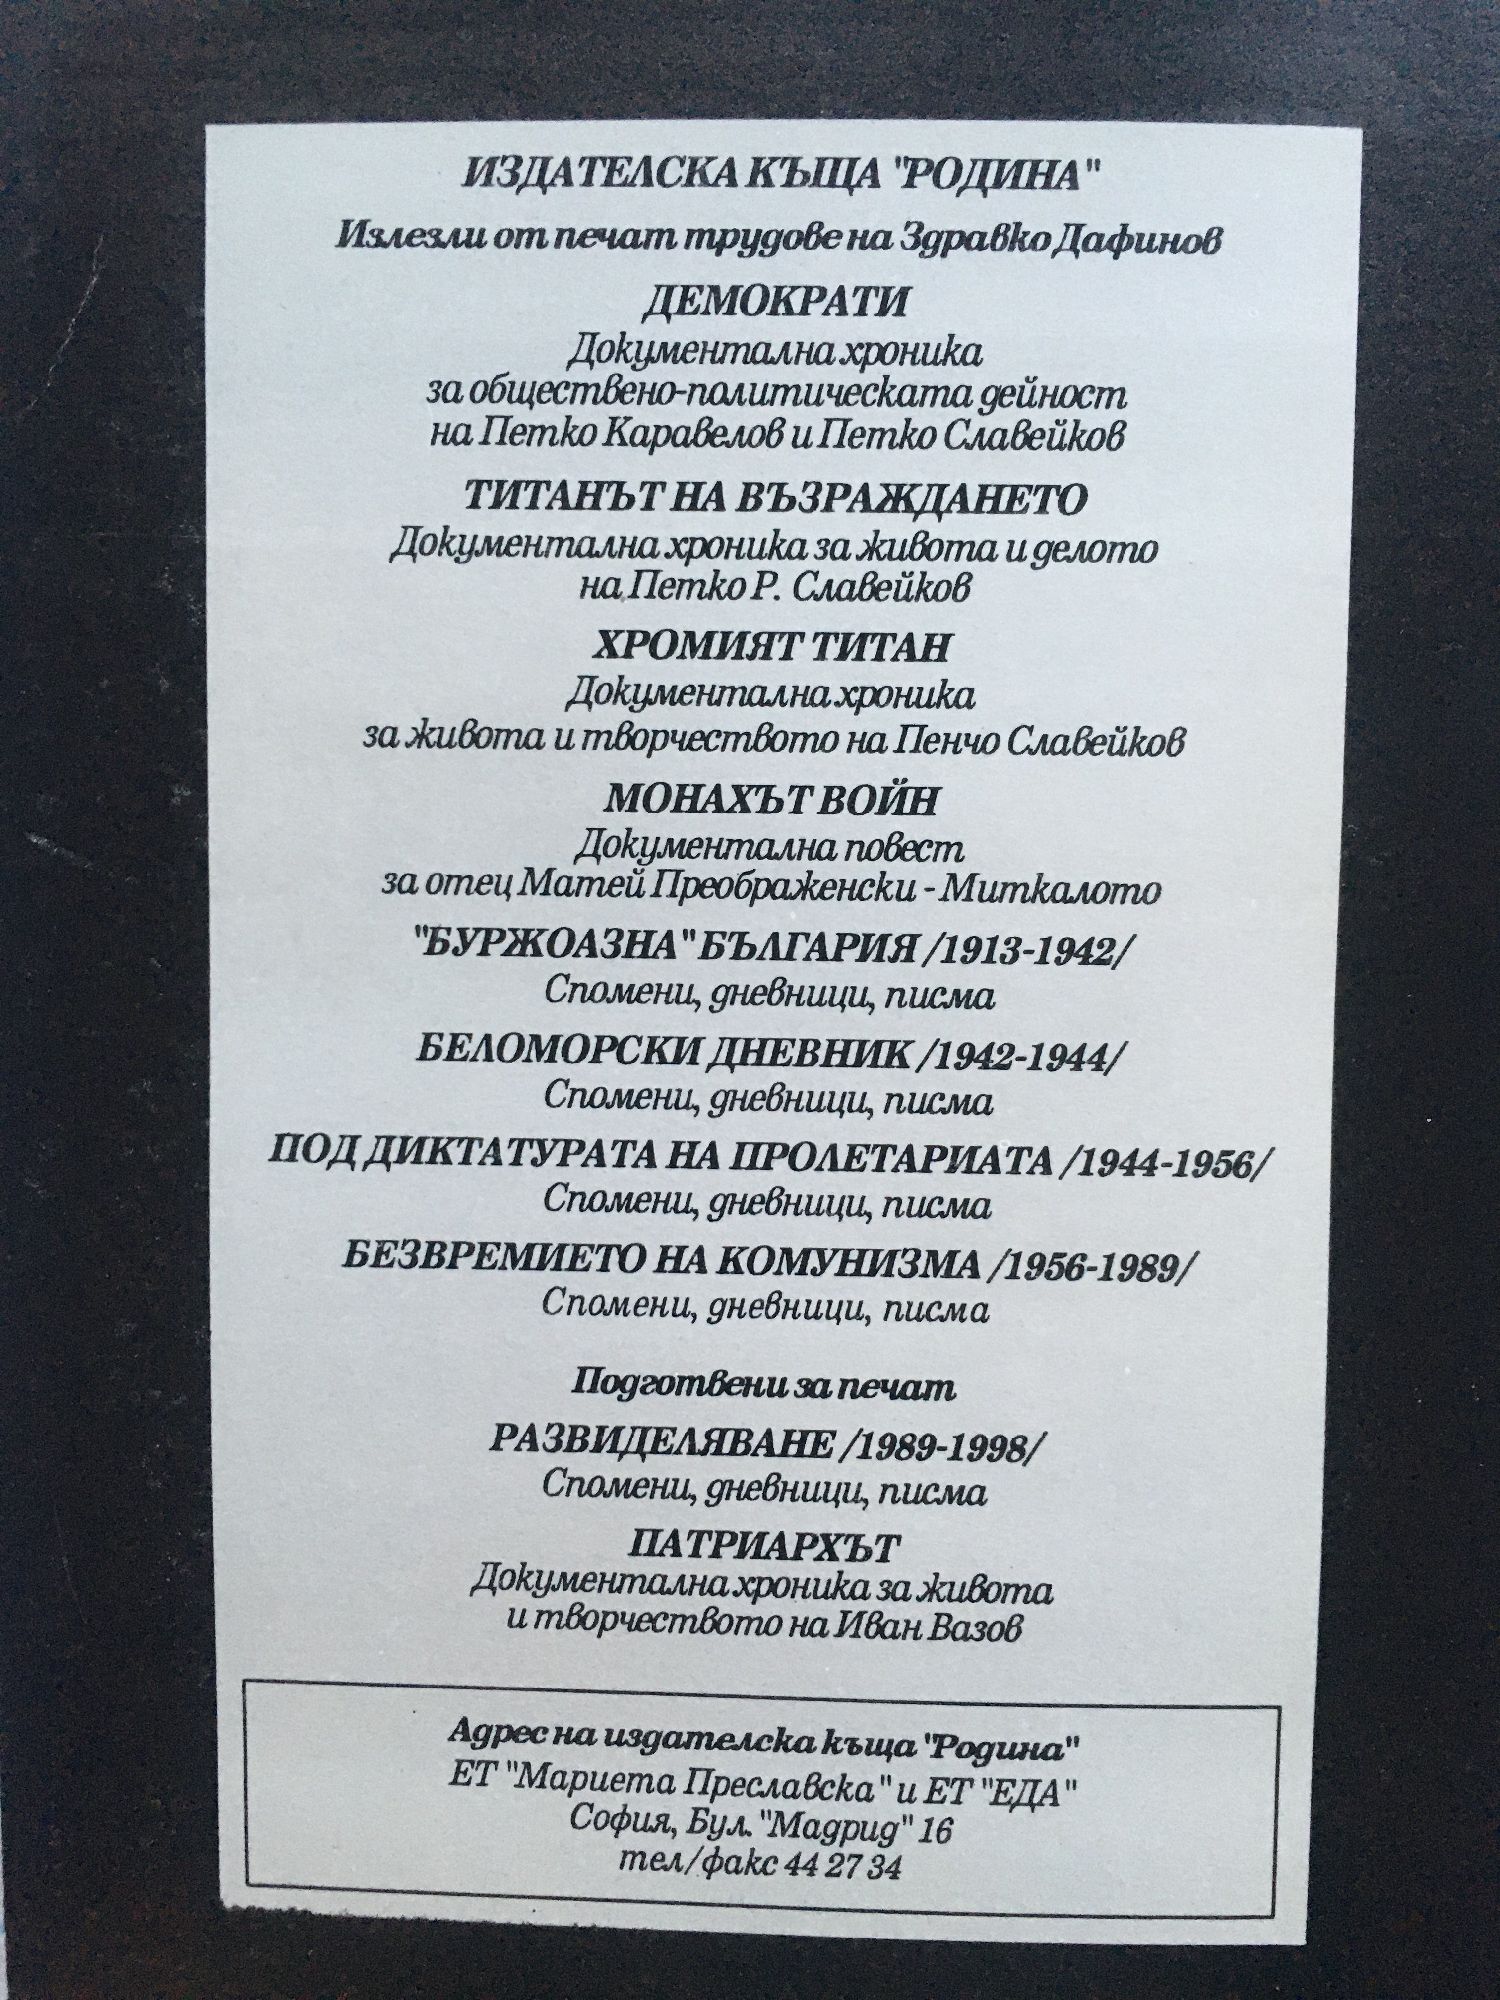 ИЗДАТЕЛСКА КЪЩА "РОДИНА"
Излезли от печат трудове на Здравко Дафинов
ДЕМОКРАТИ
Документална хроника
за обществено-политическата дейност
на Петко Каравелов и Петко Славейков
ТИТАНЪТ НА ВЪЗРАЖДАНЕТО
Документална хроника за живота и делото
на Петко Р. Славейков
ХРОМИЯТ ТИТАН
Документална хроника
за живота и творчеството на Пенчо Славейков
МОНАХЪТ ВОЙН
Документална повест
за отец Матей Преображенски - Миткалото
"БУРЖОАЗНА" БЪЛГАРИЯ /1913-1942/
Спомени, дневници, писма
БЕЛОМОРСКИ ДНЕВНИК /1942-1944/
Спомени, дневници, писма
ПОД ДИКТАТУРАТА НА ПРОЛЕТАРИАТА /1944-1956/
Спомени, дневници, писма
БЕЗВРЕМИЕТО НА КОМУНИЗМА /1956-1989/
Спомени, дневници, писма
Подготвени за печат
РАЗВИДЕЛЯВАНЕ /1989-1998/
Спомени, дневници, писма
ПАТРИАРХЪТ
Документална хроника за живота
и творчеството на Иван Вазов
Адрес на издателска къща "Родина"
ЕТ "Мариета Преславска" и ЕТ "ЕДА"
София, Бул. "Мадрид" 16
тел/факс 44 27 34